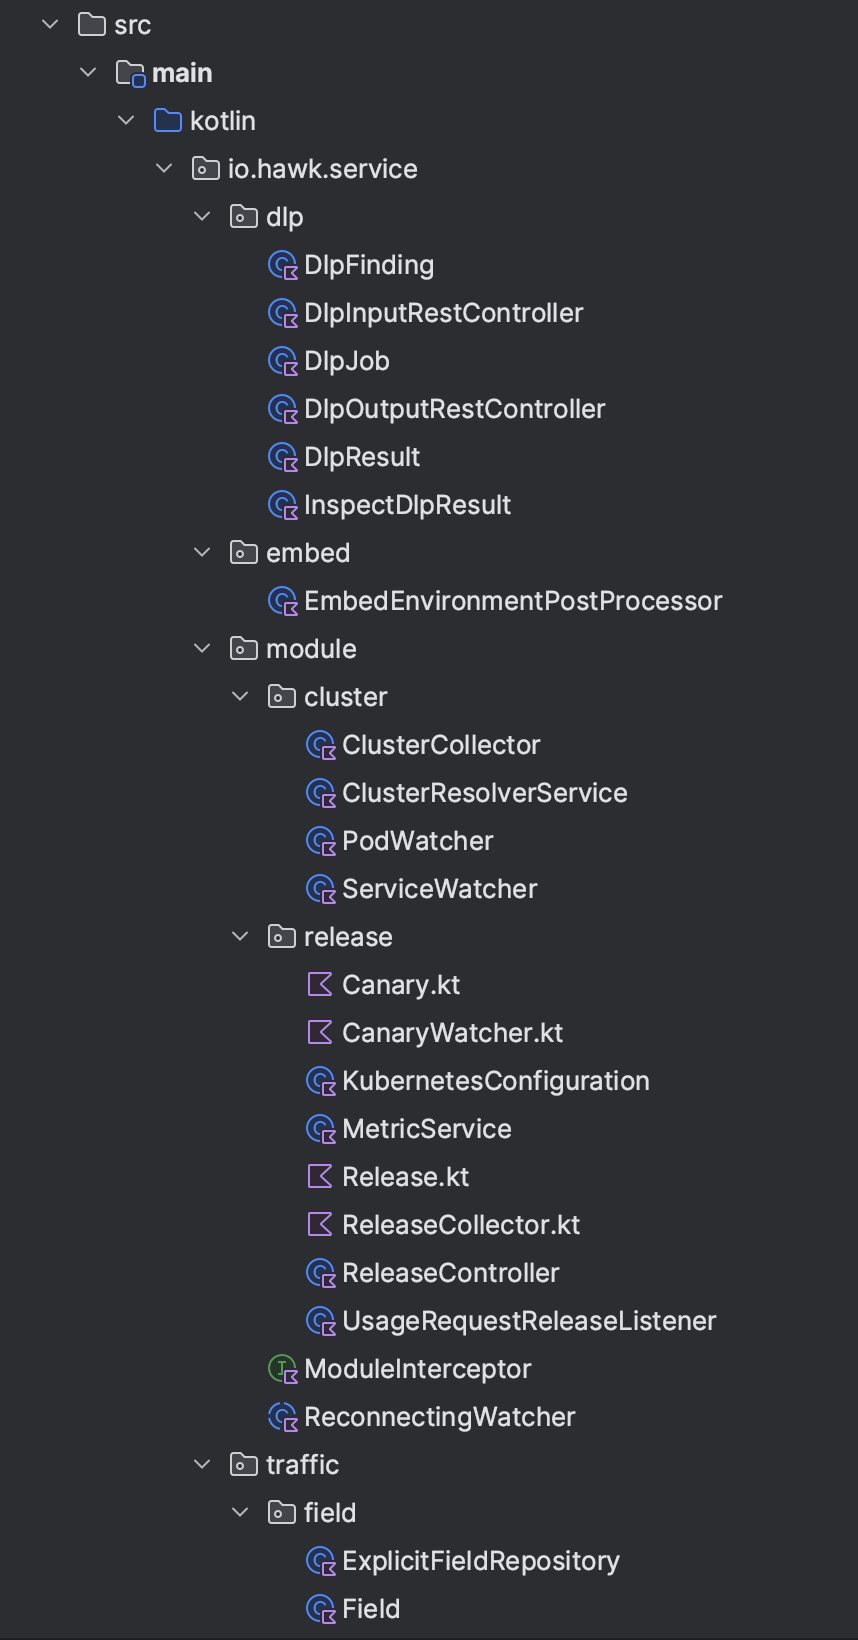 src
main
kotlin
io.hawk.service
dlp
DlpFinding
DlpInputRestController
DlpJob
DlpOutputRestController
DlpResult
InspectDlpResult
embed
EmbedEnvironmentPostProcessor
module
cluster
ClusterCollector
ClusterResolverService
PodWatcher
ServiceWatcher
release
Canary.kt
CanaryWatcher.kt
KubernetesConfiguration
MetricService
Release.kt
ReleaseCollector.kt
ReleaseController
UsageRequestReleaseListener
ModuleInterceptor
ReconnectingWatcher
traffic
field
ExplicitFieldRepository
Field